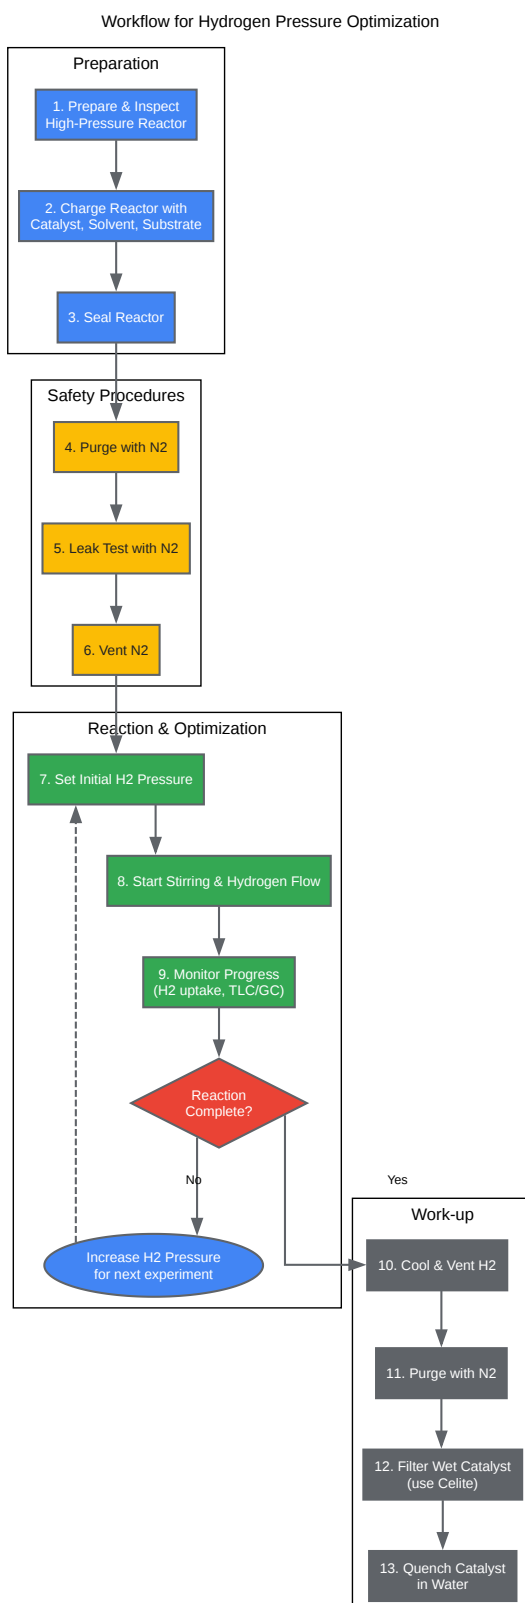 Workflow for Hydrogen Pressure Optimization
Preparation
1. Prepare & Inspect
High-Pressure Reactor
2. Charge Reactor with
Catalyst, Solvent, Substrate
3. Seal Reactor
Safety Procedures
4. Purge with N2
5. Leak Test with N2
6. Vent N2
Reaction & Optimization
7. Set Initial H2 Pressure
8. Start Stirring & Hydrogen Flow
9. Monitor Progress
(H2 uptake, TLC/GC)
Reaction
Complete?
No
Yes
Increase H2 Pressure
for next experiment
Work-up
10. Cool & Vent H2
11. Purge with N2
12. Filter Wet Catalyst
(use Celite)
13. Quench Catalyst
in Water